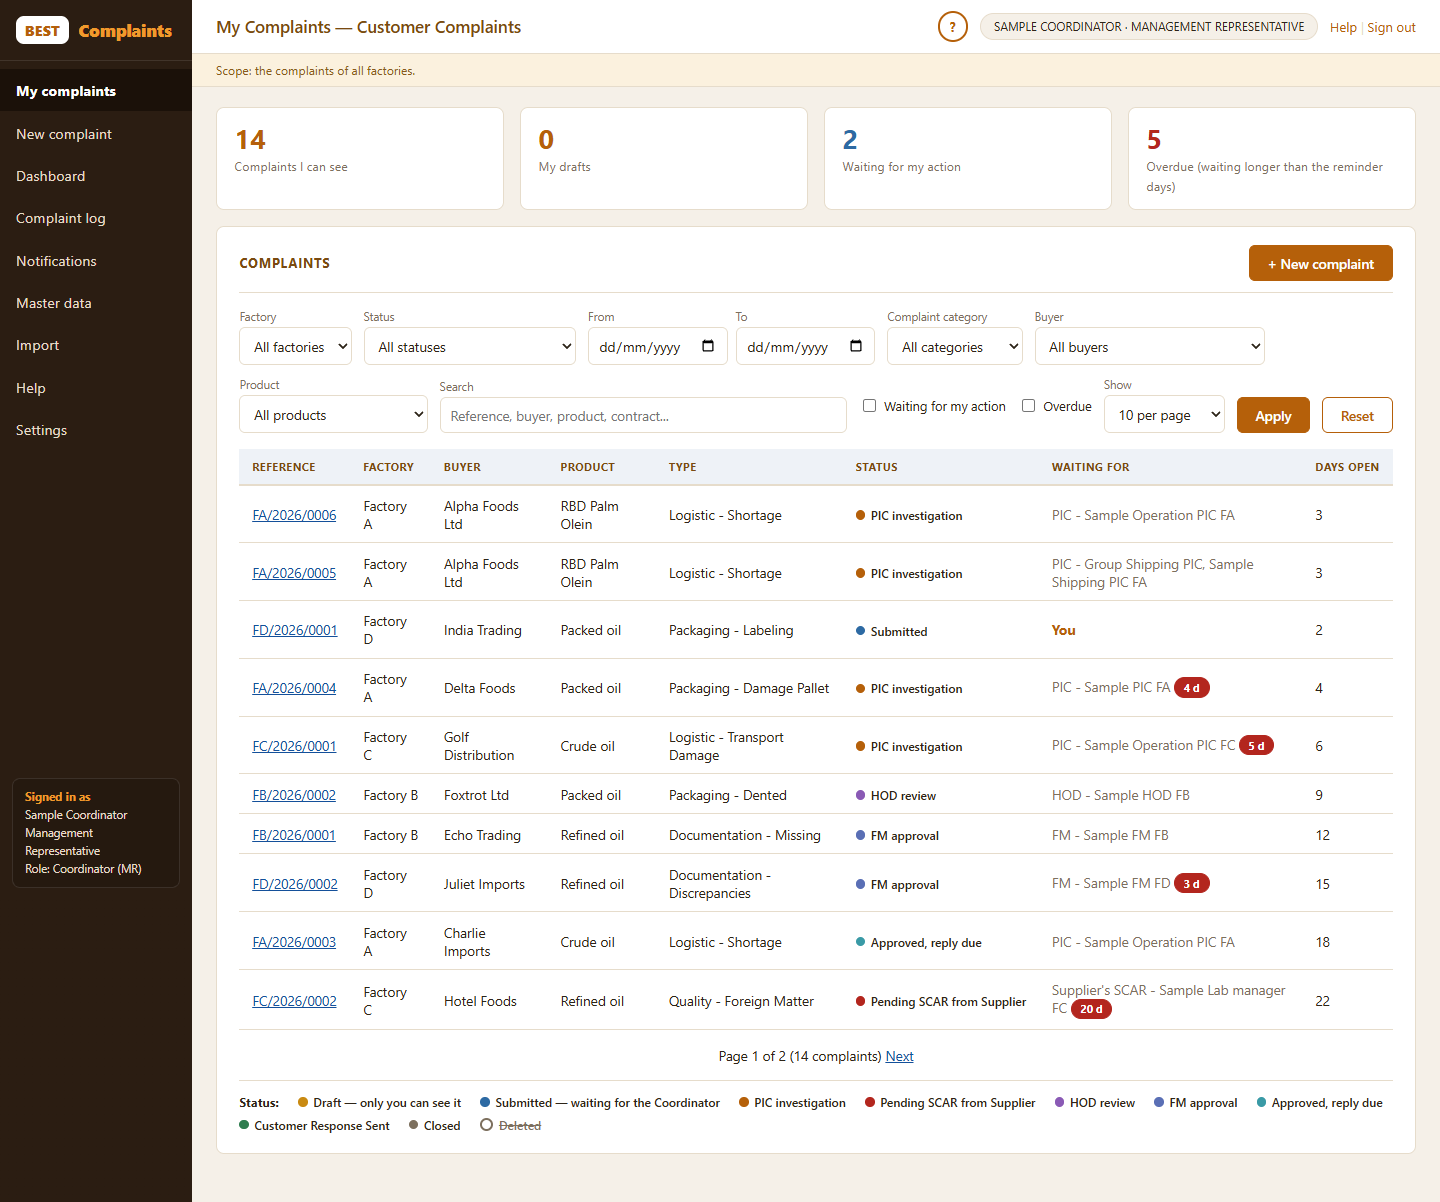 BEST Complaints
My complaints
New complaint
Dashboard
Complaint log
Notifications
Master data
Import
Help
Settings
Signed in as
Sample Coordinator
Management
Representative
Role: Coordinator (MR)
My Complaints — Customer Complaints
?
SAMPLE COORDINATOR · MANAGEMENT REPRESENTATIVE
Help | Sign out
Scope: the complaints of all factories.
14
Complaints I can see
0
My drafts
2
Waiting for my action
5
Overdue (waiting longer than the reminder
days)
COMPLAINTS
+ New complaint
Factory Status From To Complaint category Buyer
All factories All statuses dd/mm/yyyy dd/mm/yyyy All categories All buyers
Product Search Show
All products Reference, buyer, product, contract... Waiting for my action Overdue 10 per page Apply Reset
REFERENCE FACTORY BUYER PRODUCT TYPE STATUS WAITING FOR DAYS OPEN
FA/2026/0006 Factory A Alpha Foods Ltd RBD Palm Olein Logistic - Shortage PIC investigation PIC - Sample Operation PIC FA 3
FA/2026/0005 Factory A Alpha Foods Ltd RBD Palm Olein Logistic - Shortage PIC investigation PIC - Group Shipping PIC, Sample Shipping PIC FA 3
FD/2026/0001 Factory D India Trading Packed oil Packaging - Labeling Submitted You 2
FA/2026/0004 Factory A Delta Foods Packed oil Packaging - Damage Pallet PIC investigation PIC - Sample PIC FA 4 d 4
FC/2026/0001 Factory C Golf Distribution Crude oil Logistic - Transport Damage PIC investigation PIC - Sample Operation PIC FC 5 d 6
FB/2026/0002 Factory B Foxtrot Ltd Packed oil Packaging - Dented HOD review HOD - Sample HOD FB 9
FB/2026/0001 Factory B Echo Trading Refined oil Documentation - Missing FM approval FM - Sample FM FB 12
FD/2026/0002 Factory D Juliet Imports Refined oil Documentation - Discrepancies FM approval FM - Sample FM FD 3 d 15
FA/2026/0003 Factory A Charlie Imports Crude oil Logistic - Shortage Approved, reply due PIC - Sample Operation PIC FA 18
FC/2026/0002 Factory C Hotel Foods Refined oil Quality - Foreign Matter Pending SCAR from Supplier Supplier's SCAR - Sample Lab manager FC 20 d 22
Page 1 of 2 (14 complaints) Next
Status: Draft — only you can see it Submitted — waiting for the Coordinator PIC investigation Pending SCAR from Supplier HOD review FM approval Approved, reply due
Customer Response Sent Closed Deleted